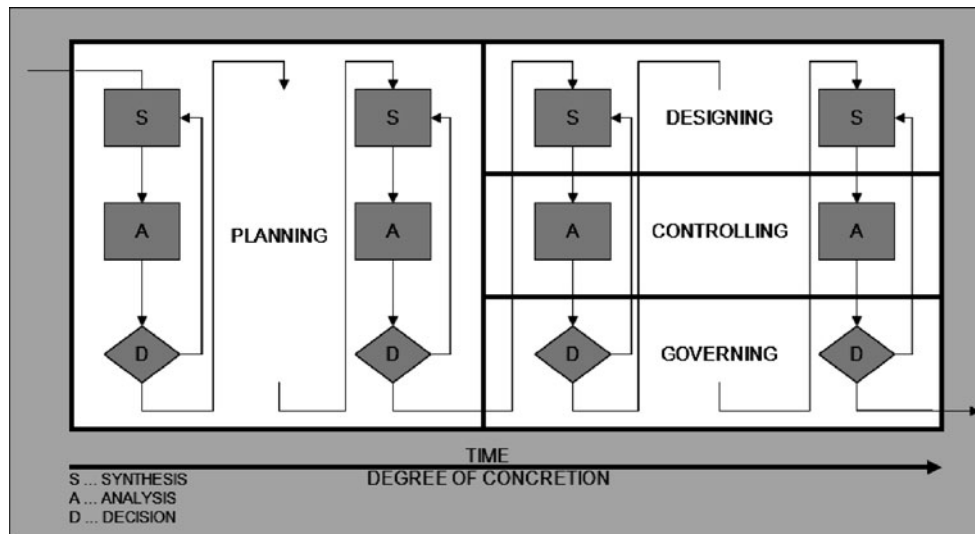 S
S
S
DESIGNING
S
A
PLANNING
A
A
CONTROLLING
A
D
D
D
GOVERNING
D
TIME
DEGREE OF CONCRETION
S ... SYNTHESIS
A ... ANALYSIS
D ... DECISION